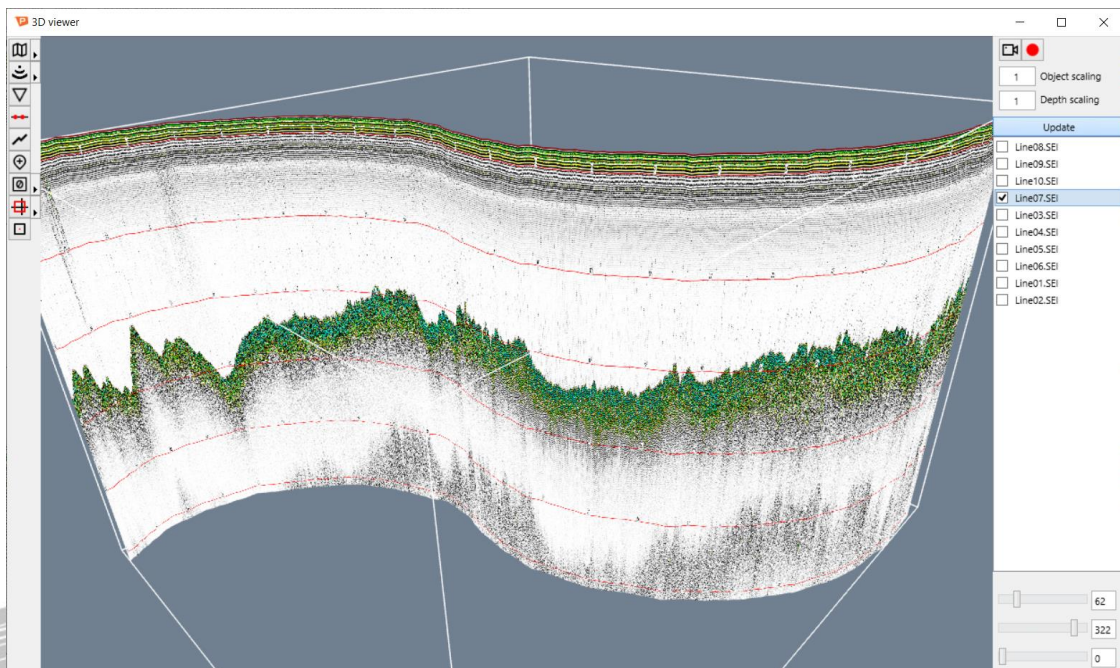 3D viewer
1 Object scaling
1 Depth scaling
Update
Line08.SEI
Line09.SEI
Line10.SEI
Line07.SEI
Line03.SEI
Line04.SEI
Line05.SEI
Line06.SEI
Line01.SEI
Line02.SEI
62
322
0